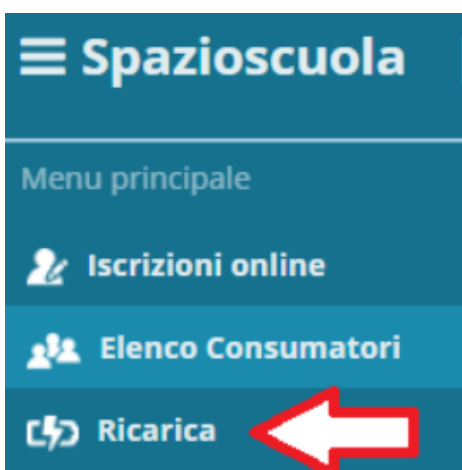 Spazioscuola
Menu principale
Iscrizioni online
Elenco Consumatori
Ricarica